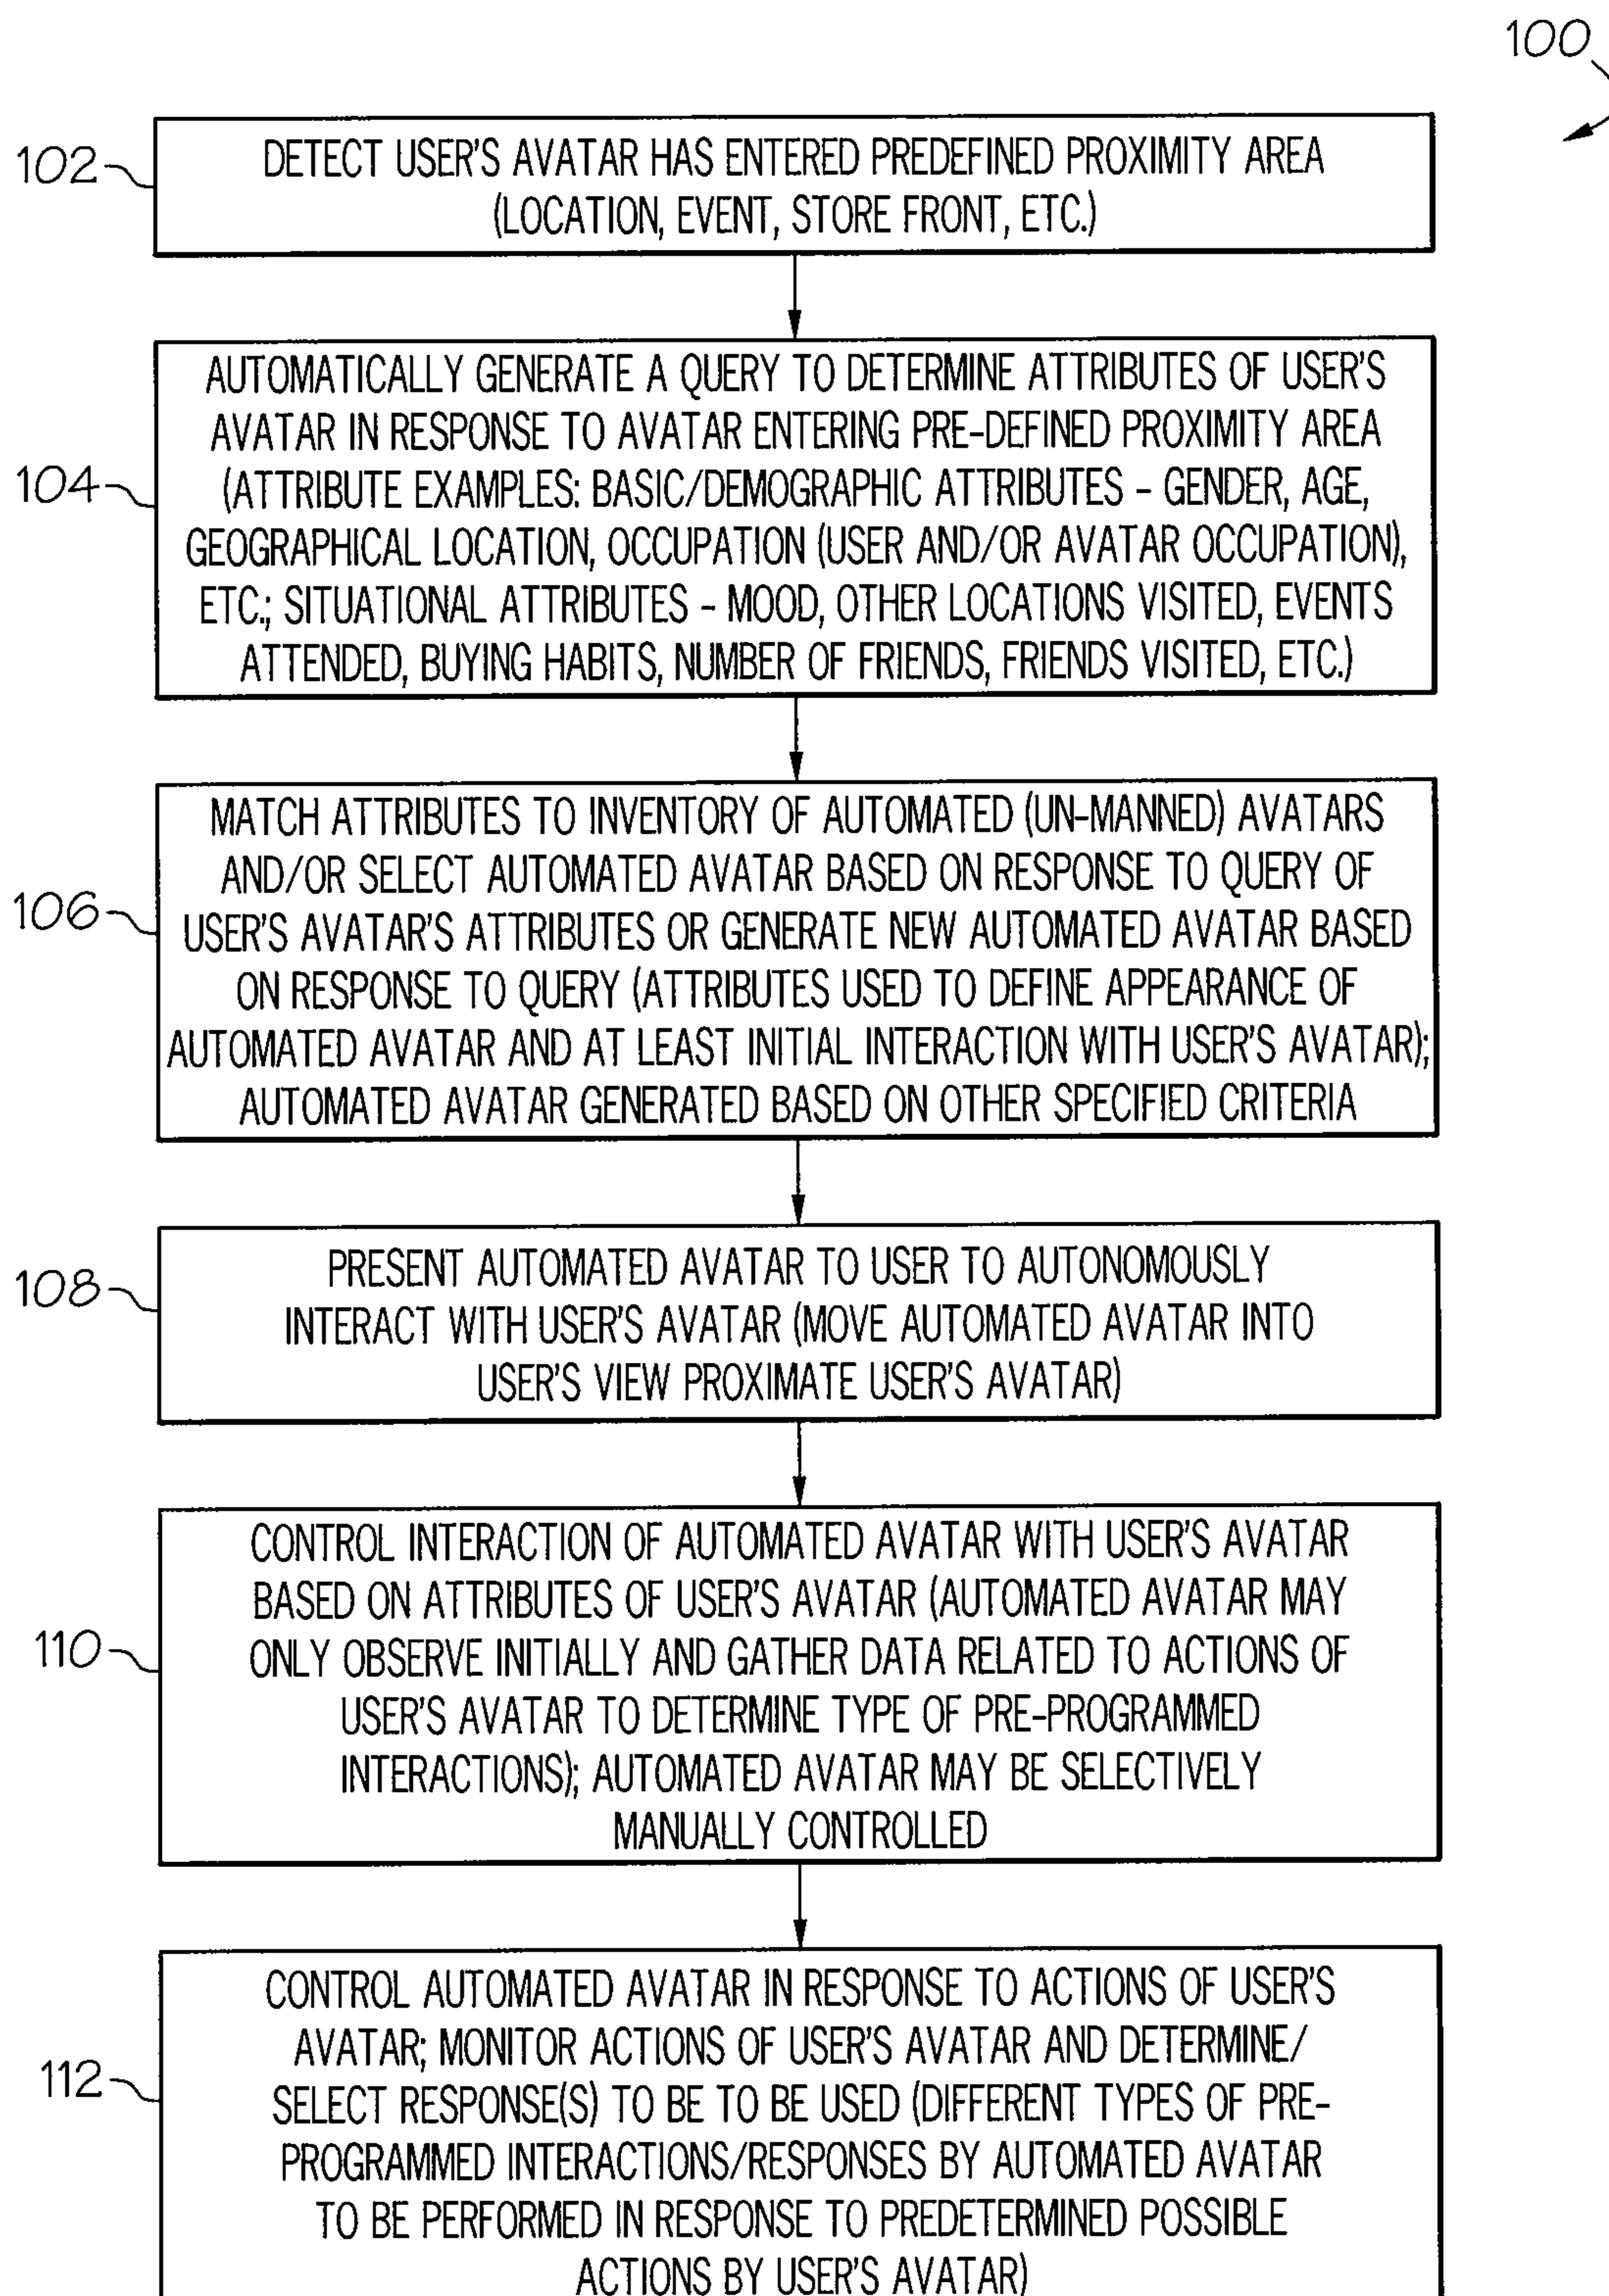 100
102
DETECT USER'S AVATAR HAS ENTERED PREDEFINED PROXIMITY AREA
(LOCATION, EVENT, STORE FRONT, ETC.)
104
AUTOMATICALLY GENERATE A QUERY TO DETERMINE ATTRIBUTES OF USER'S
AVATAR IN RESPONSE TO AVATAR ENTERING PRE-DEFINED PROXIMITY AREA
(ATTRIBUTE EXAMPLES: BASIC/DEMOGRAPHIC ATTRIBUTES - GENDER, AGE,
GEOGRAPHICAL LOCATION, OCCUPATION (USER AND/OR AVATAR OCCUPATION),
ETC.; SITUATIONAL ATTRIBUTES - MOOD, OTHER LOCATIONS VISITED, EVENTS
ATTENDED, BUYING HABITS, NUMBER OF FRIENDS, FRIENDS VISITED, ETC.)
106
MATCH ATTRIBUTES TO INVENTORY OF AUTOMATED (UN-MANNED) AVATARS
AND/OR SELECT AUTOMATED AVATAR BASED ON RESPONSE TO QUERY OF
USER'S AVATAR'S ATTRIBUTES OR GENERATE NEW AUTOMATED AVATAR BASED
ON RESPONSE TO QUERY (ATTRIBUTES USED TO DEFINE APPEARANCE OF
AUTOMATED AVATAR AND AT LEAST INITIAL INTERACTION WITH USER'S AVATAR);
AUTOMATED AVATAR GENERATED BASED ON OTHER SPECIFIED CRITERIA
108
PRESENT AUTOMATED AVATAR TO USER TO AUTONOMOUSLY
INTERACT WITH USER'S AVATAR (MOVE AUTOMATED AVATAR INTO
USER'S VIEW PROXIMATE USER'S AVATAR)
110
CONTROL INTERACTION OF AUTOMATED AVATAR WITH USER'S AVATAR
BASED ON ATTRIBUTES OF USER'S AVATAR (AUTOMATED AVATAR MAY
ONLY OBSERVE INITIALLY AND GATHER DATA RELATED TO ACTIONS OF
USER'S AVATAR TO DETERMINE TYPE OF PRE-PROGRAMMED
INTERACTIONS); AUTOMATED AVATAR MAY BE SELECTIVELY
MANUALLY CONTROLLED
112
CONTROL AUTOMATED AVATAR IN RESPONSE TO ACTIONS OF USER'S
AVATAR; MONITOR ACTIONS OF USER'S AVATAR AND DETERMINE/
SELECT RESPONSE(S) TO BE TO BE USED (DIFFERENT TYPES OF PRE-
PROGRAMMED INTERACTIONS/RESPONSES BY AUTOMATED AVATAR
TO BE PERFORMED IN RESPONSE TO PREDETERMINED POSSIBLE
ACTIONS BY USER'S AVATAR)